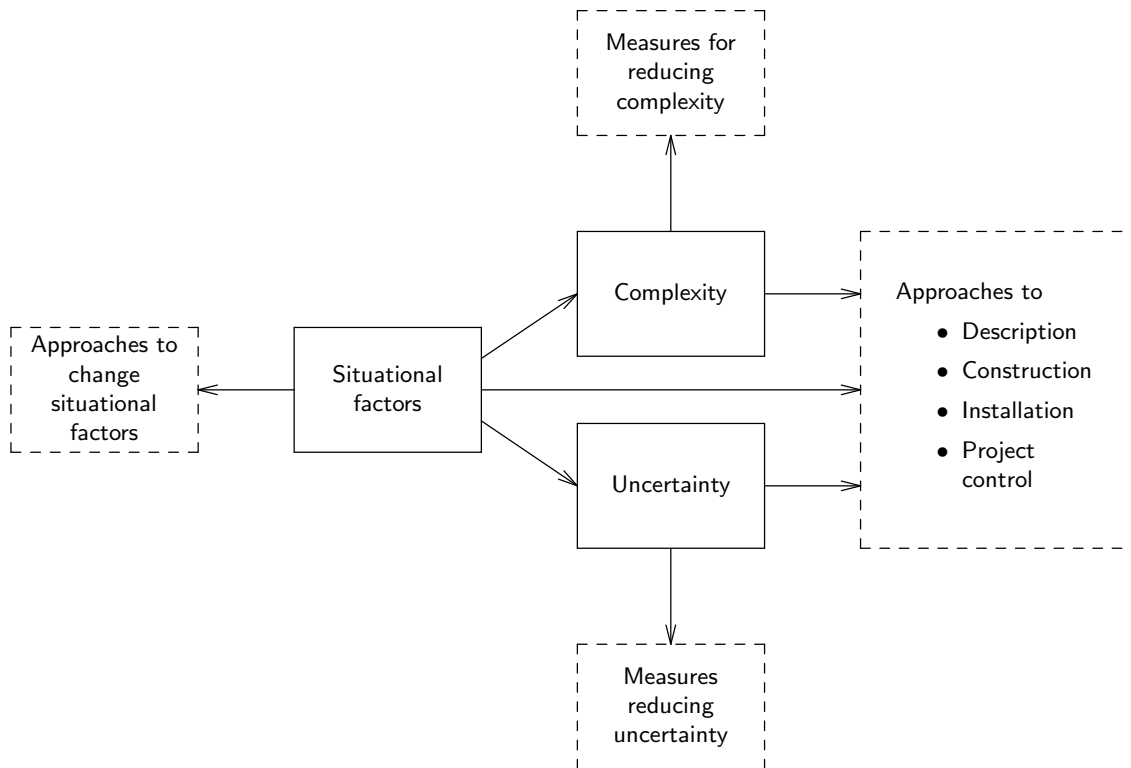 Measures for
reducing
complexity
Complexity
Approaches to
• Description
• Construction
• Installation
• Project
control
Approaches to
change
situational
factors
Situational
factors
Uncertainty
Measures
reducing
uncertainty